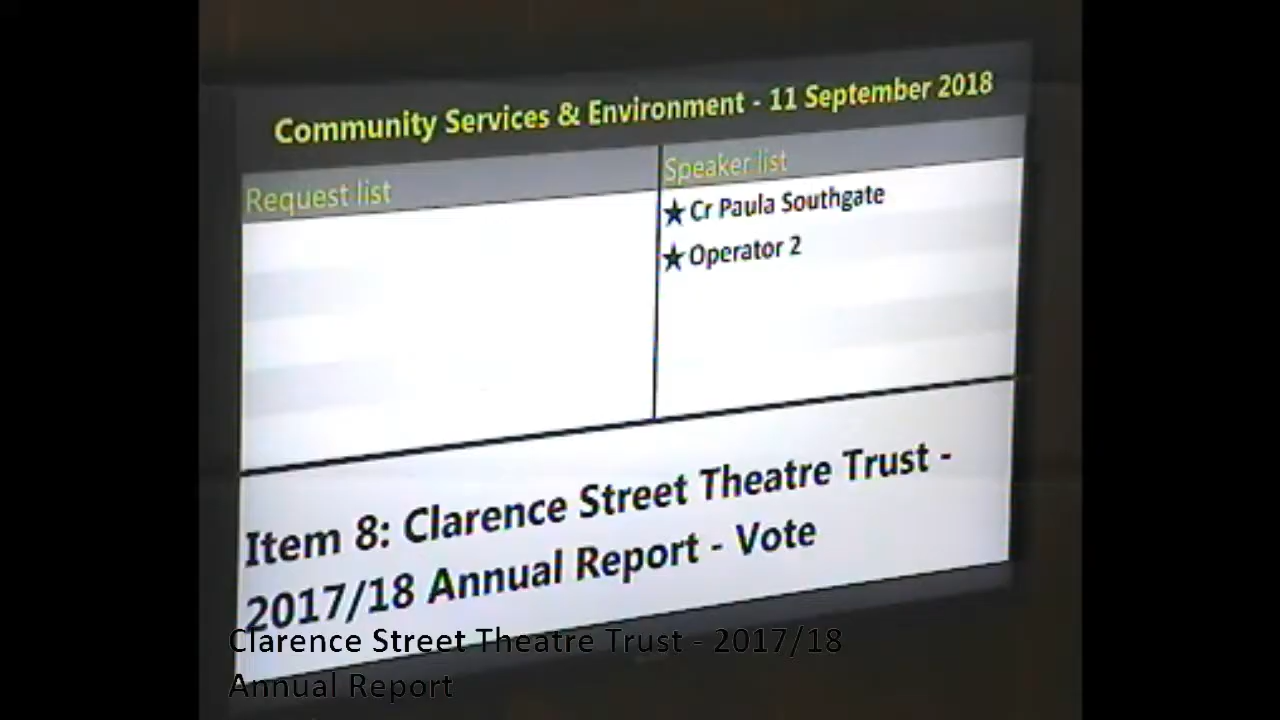 Community Services & Environment - 11 September 2018
Request list
Speaker list
★ Cr Paula Southgate
★ Operator 2
Item 8: Clarence Street Theatre Trust -
2017/18 Annual Report - Vote
Clarence Street Theatre Trust - 2017/18
Annual Report